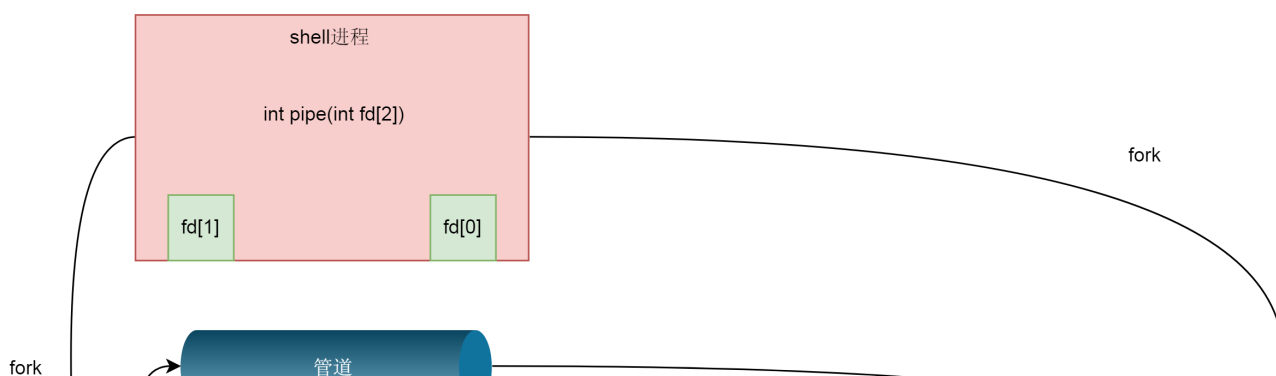 shell进程
int pipe(int fd[2])
fork
fd[1]
fd[0]
管道
fork